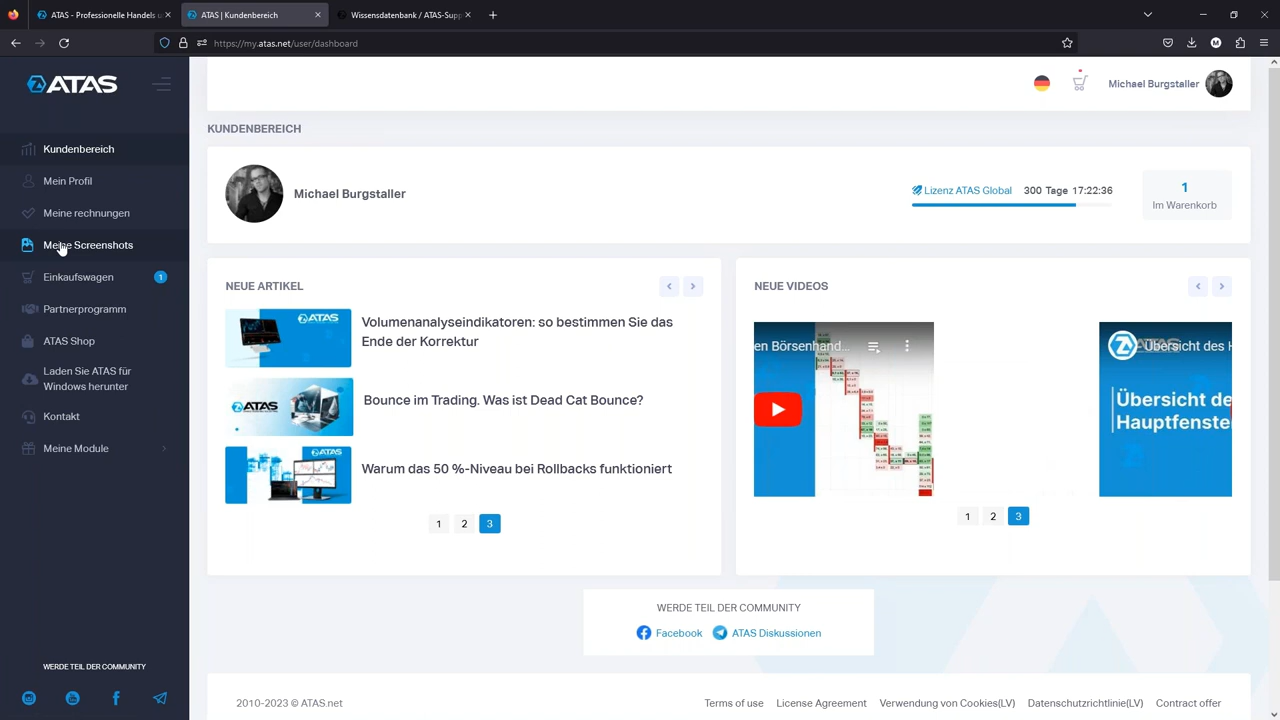 ATAS - Professionelle Handels u
ATAS | Kundenbereich
Wissensdatenbank / ATAS-Supp
https://my.atas.net/user/dashboard
M
ATAS
Michael Burgstaller
Kundenbereich
Mein Profil
Meine rechnungen
Meine Screenshots
Einkaufswagen 1
Partnerprogramm
ATAS Shop
Laden Sie ATAS für
Windows herunter
Kontakt
Meine Module
WERDE TEIL DER COMMUNITY
KUNDENBEREICH
Michael Burgstaller
Lizenz ATAS Global 300 Tage 17:22:36
1
Im Warenkorb
NEUE ARTIKEL
ATAS
Volumenanalyseindikatoren: so bestimmen Sie das
Ende der Korrektur
ATAS
Bounce im Trading. Was ist Dead Cat Bounce?
ATAS
Warum das 50 %-Niveau bei Rollbacks funktioniert
1 2 3
NEUE VIDEOS
en Börsenhand...
Übersicht des H
Übersicht de
Hauptfenste
1 2 3
WERDE TEIL DER COMMUNITY
Facebook ATAS Diskussionen
2010-2023 © ATAS.net
Terms of use License Agreement Verwendung von Cookies(LV) Datenschutzrichtlinie(LV) Contract offer